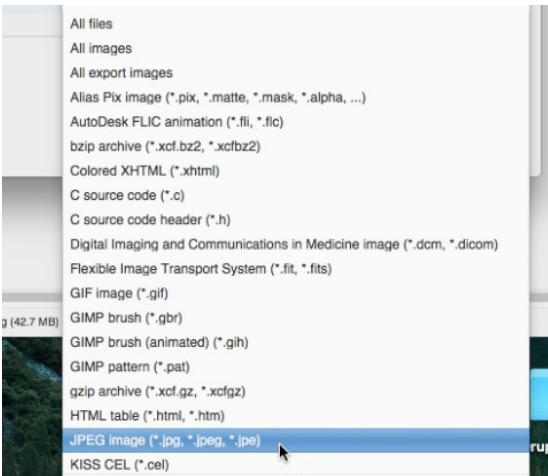 All files
All images
All export images
Alias Pix image (*.pix, *.matte, *.mask, *.alpha, ...)
AutoDesk FLIC animation (*.fli, *.flc)
bzip archive (*.xcf.bz2, *.xcfbz2)
Colored XHTML (*.xhtml)
C source code (*.c)
C source code header (*.h)
Digital Imaging and Communications in Medicine image (*.dcm, *.dicom)
Flexible Image Transport System (*.fit, *.fits)
GIF image (*.gif)
g (42.7 MB)
GIMP brush (*.gbr)
GIMP brush (animated) (*.gih)
GIMP pattern (*.pat)
gzip archive (*.xcf.gz, *.xcfgz)
HTML table (*.html, *.htm)
JPEG image (*.jpg, *.jpeg, *.jpe)
rup
KISS CEL (*.cel)